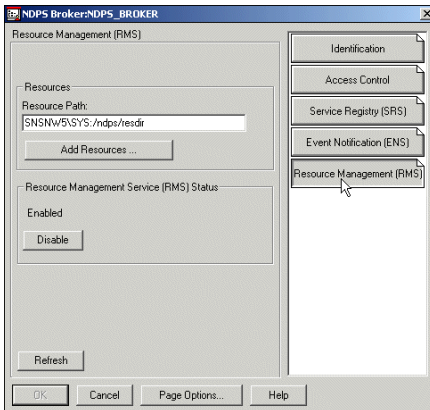 NDPS Broker:NDPS_BROKER
Resource Management (RMS)
Resources
Resource Path:
SNSNW5\SYS:/ndps/resdir
Add Resources ...
Resource Management Service (RMS) Status
Enabled
Disable
Refresh
Identification
Access Control
Service Registry (SRS)
Event Notification (ENS)
Resource Management (RMS)
OK
Cancel
Page Options...
Help